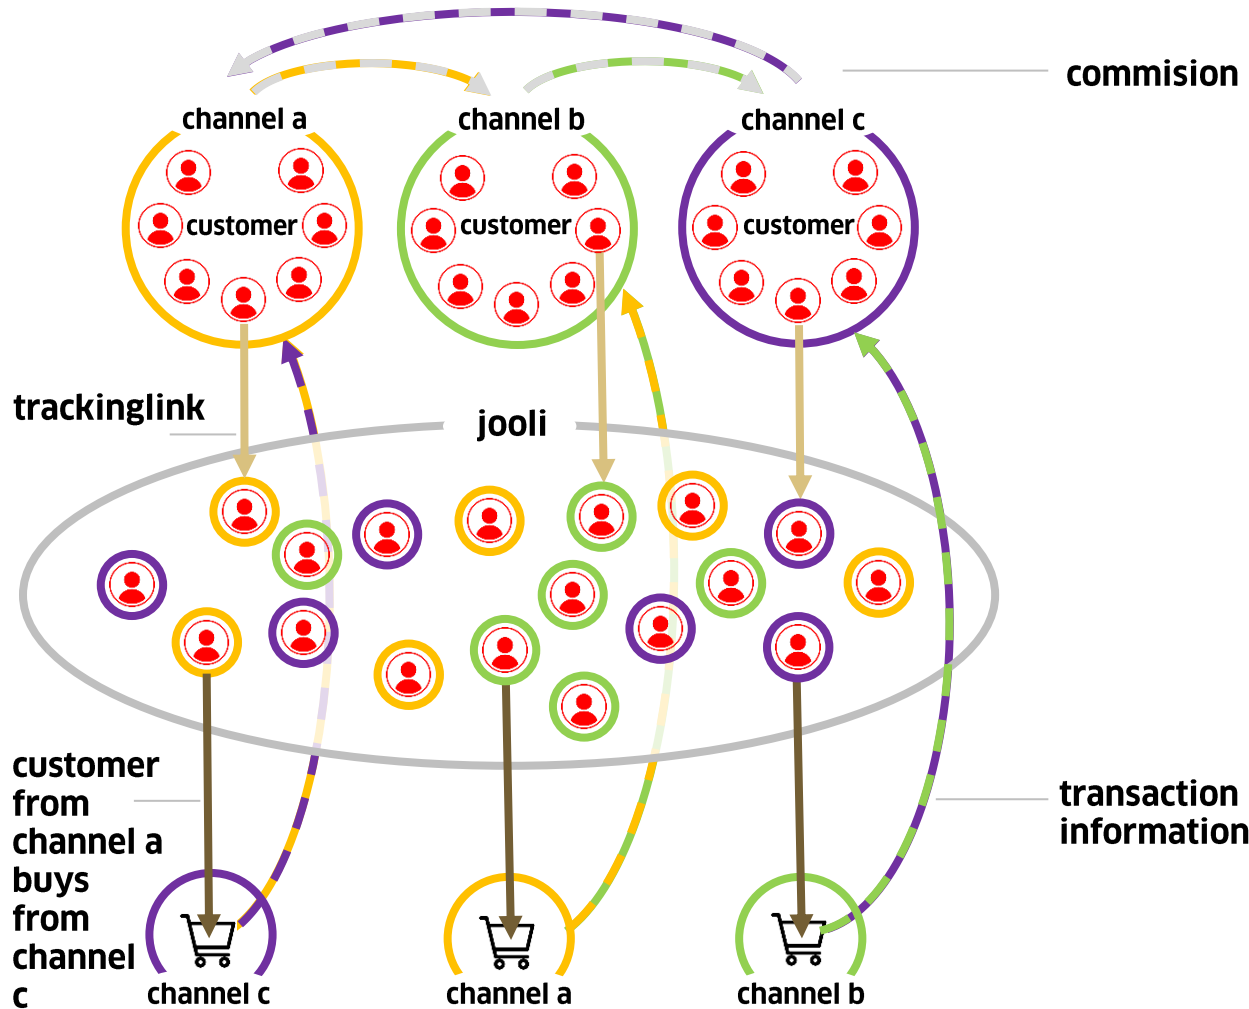 commision
channel a
channel b
channel c
customer
customer
customer
trackinglink
jooli
customer
from
channel a
buys
from
channel
c
transaction
information
channel c
channel a
channel b